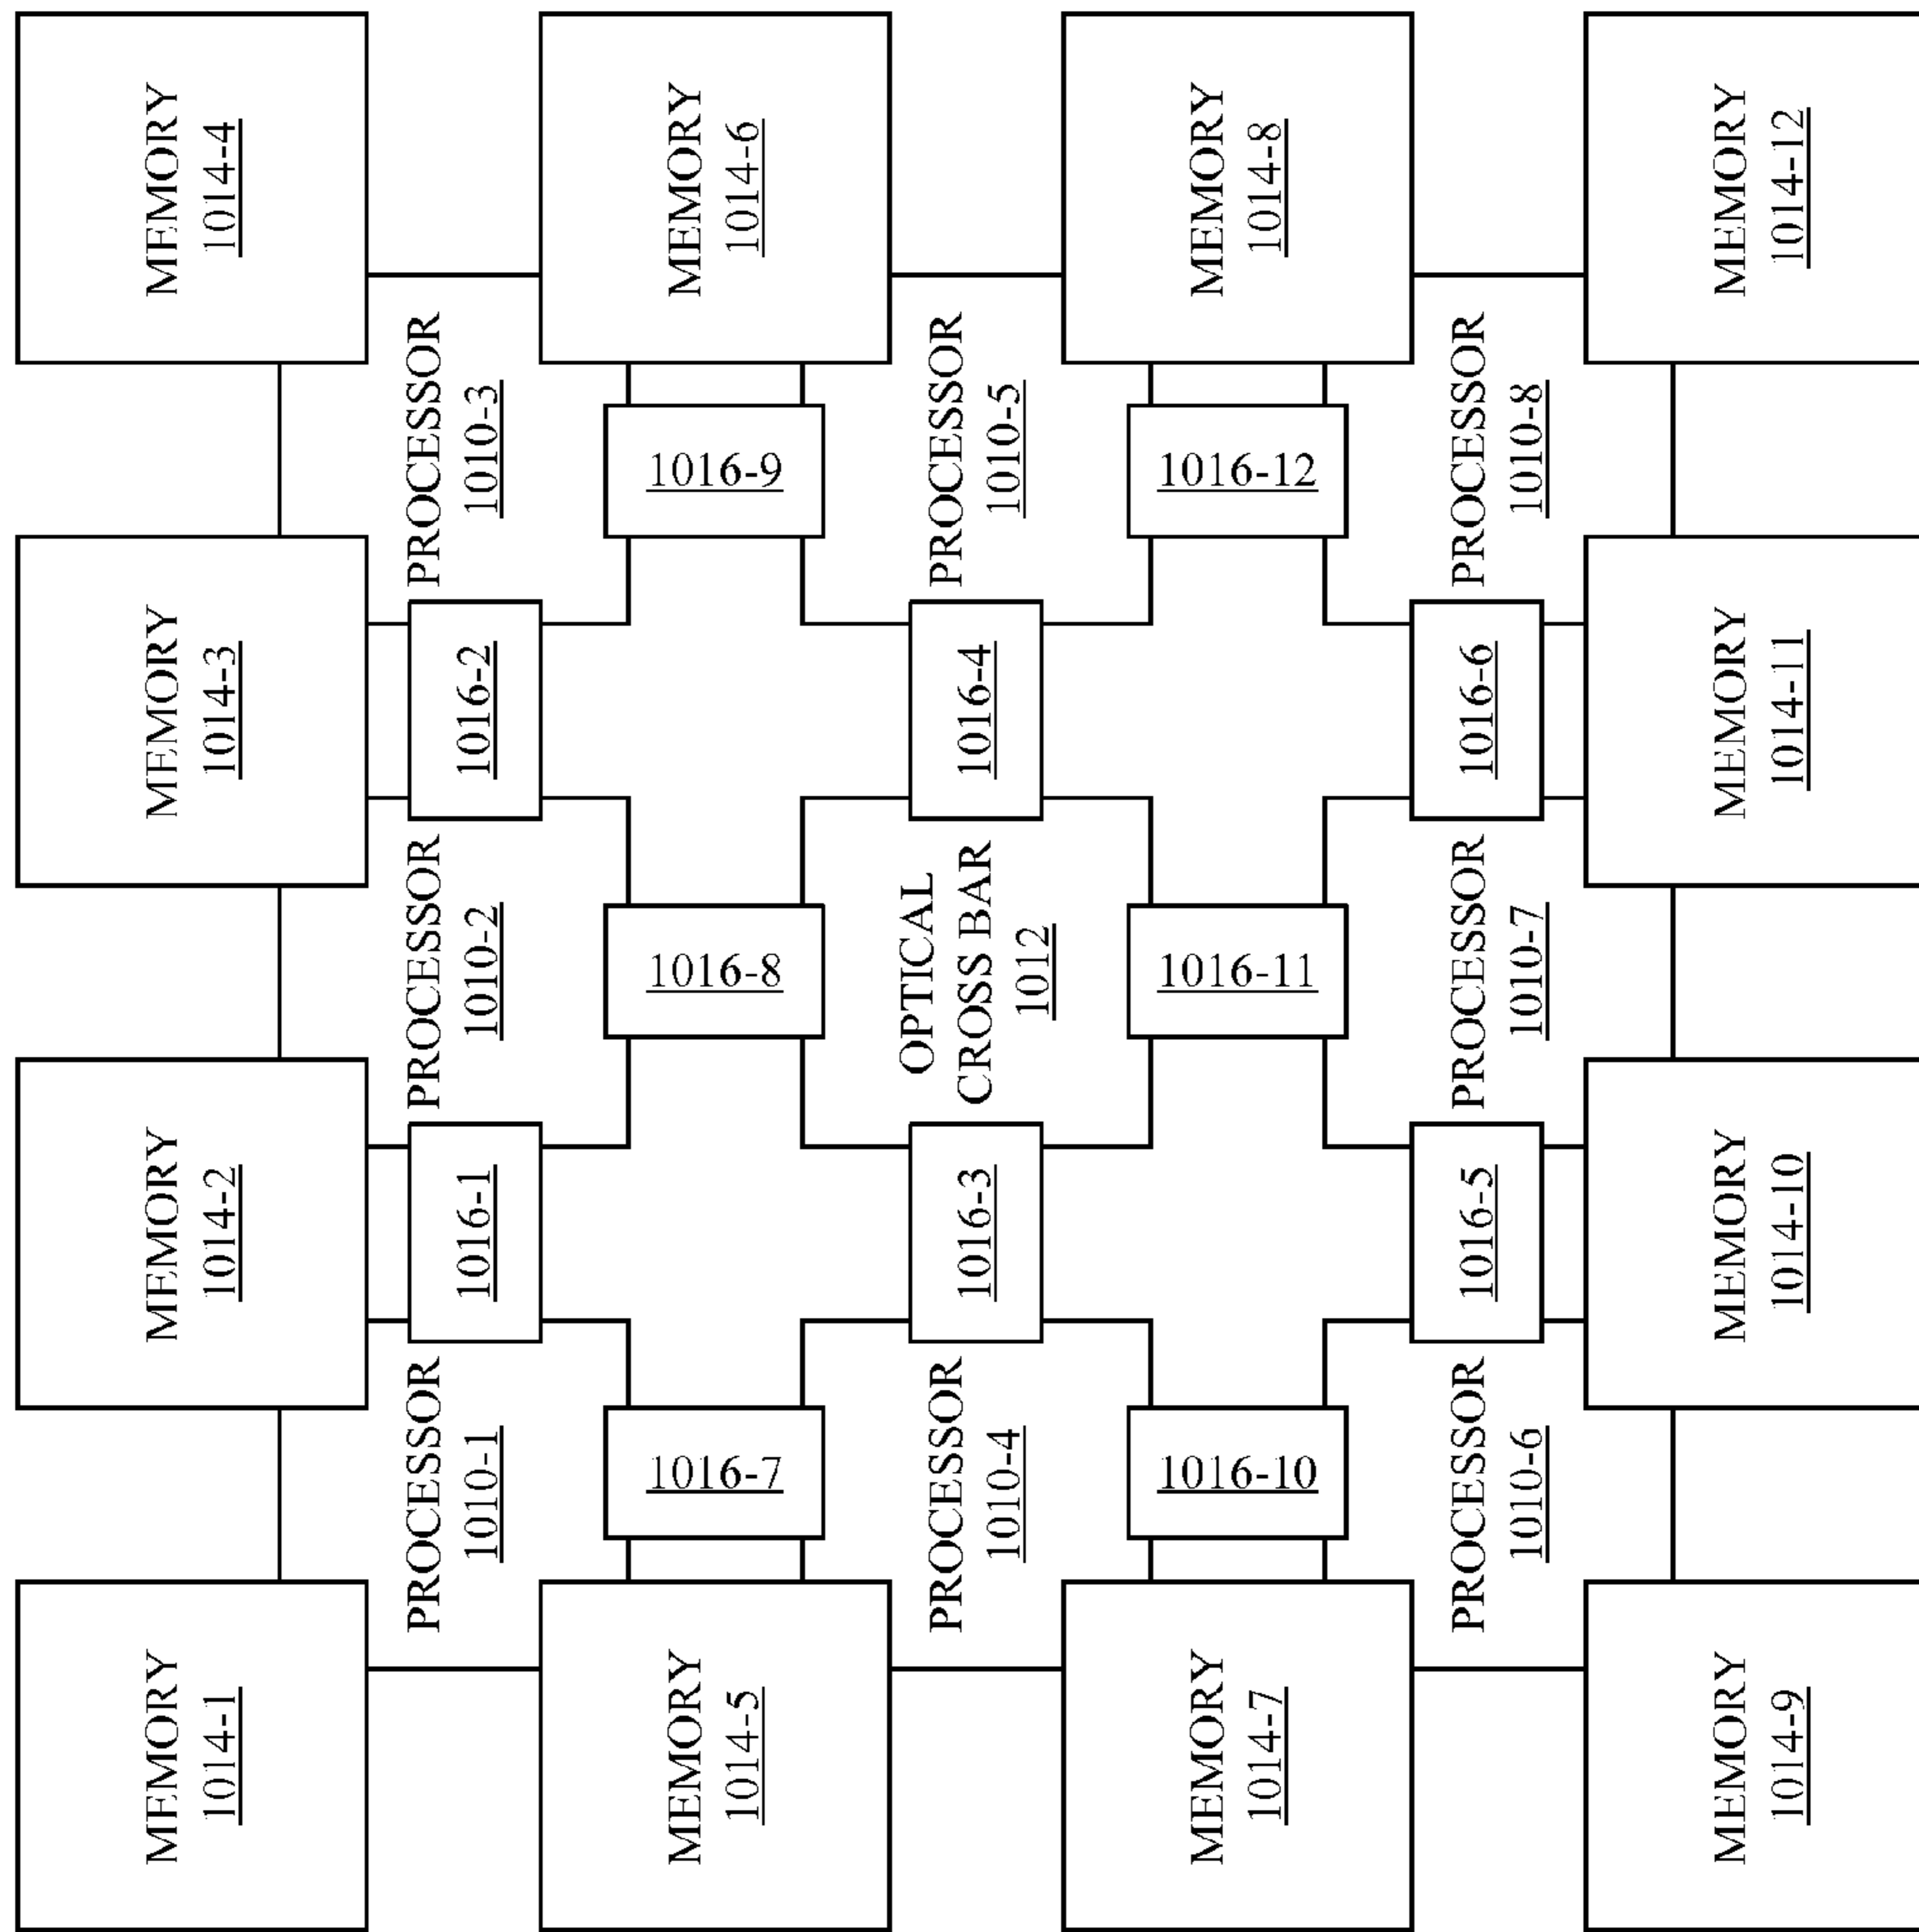 MEMORY
1014-1
MEMORY
1014-2
MEMORY
1014-3
MEMORY
1014-4
PROCESSOR
1010-1
1016-1
PROCESSOR
1010-2
1016-2
PROCESSOR
1010-3
MEMORY
1014-5
1016-7
1016-8
1016-9
MEMORY
1014-6
PROCESSOR
1010-4
1016-3
OPTICAL
CROSS BAR
1012
1016-4
PROCESSOR
1010-5
MEMORY
1014-7
1016-10
1016-11
1016-12
MEMORY
1014-8
PROCESSOR
1010-6
1016-5
PROCESSOR
1010-7
1016-6
PROCESSOR
1010-8
MEMORY
1014-9
MEMORY
1014-10
MEMORY
1014-11
MEMORY
1014-12